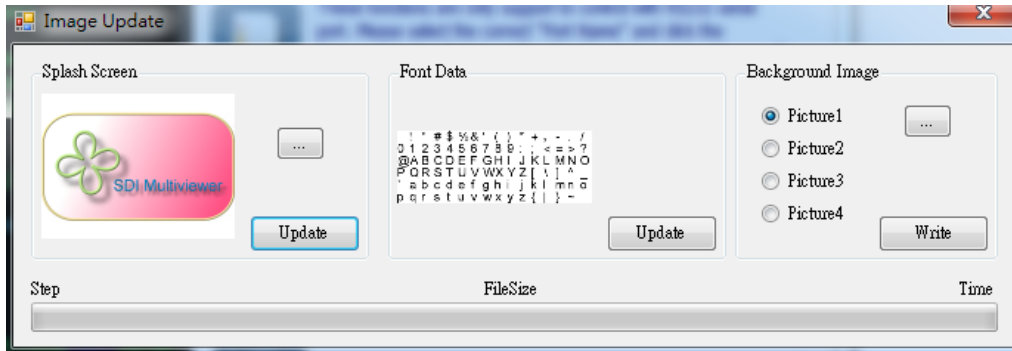 Image Update
Splash Screen
SDI Multiviewer
...
Update
Font Data
! " # $ % & ' ( ) * + , - . /
0 1 2 3 4 5 6 7 8 9 : ; < = > ?
@ A B C D E F G H I J K L M N O
P Q R S T U V W X Y Z [ \ ] ^ _
` a b c d e f g h i j k l m n o
p q r s t u v w x y z { | } ~
Update
Background Image
Picture1
...
Picture2
Picture3
Picture4
Write
Step
FileSize
Time